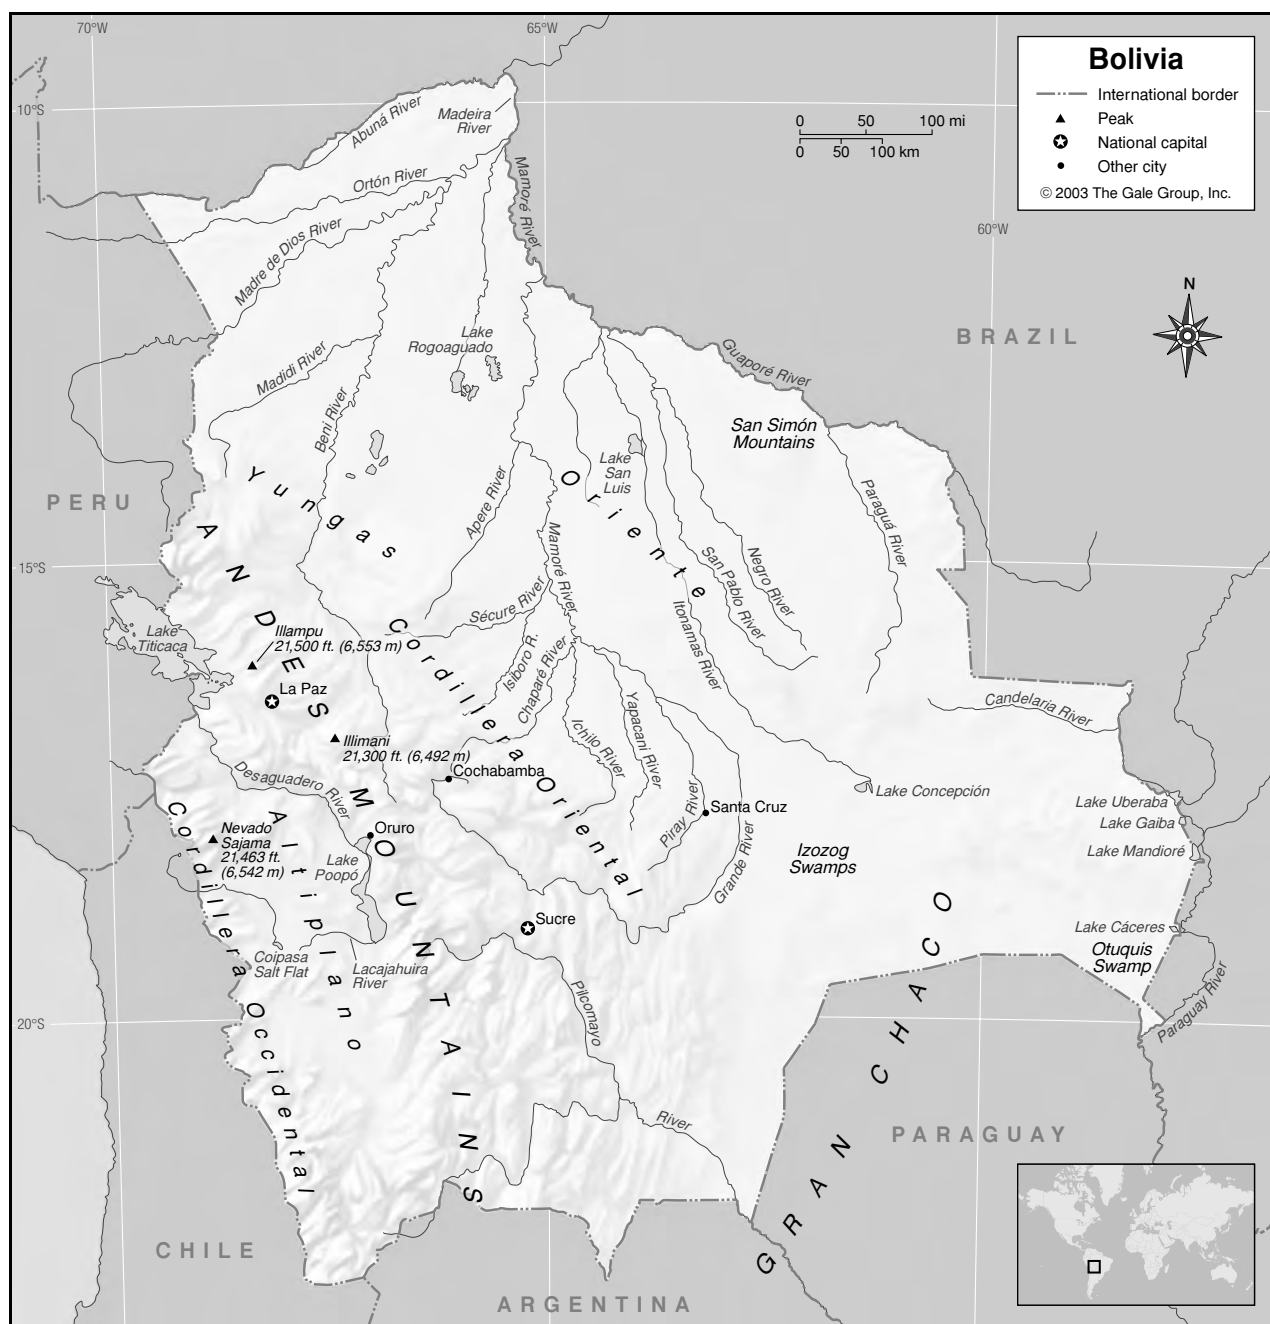 70°W
65°W
Bolivia
International border
Peak
National capital
Other city
© 2003 The Gale Group, Inc.
10°S
Abuná River
Madeira
River
0 50 100 mi
0 50 100 km
Ortón River
Mamoré River
60°W
Madre de Dios River
N
BRAZIL
Lake
Rogoaguado
Guaporé River
Madidi River
Beni River
San Simón
Mountains
Lake
San
Luis
Oriente
Yungas
PERU
Apere River
Paraguá River
ANDES MOUNTAINS
Mamoré River
San Pablo River
Negro River
15°S
Sécure River
Itonamas River
Lake
Titicaca
Illampu
21,500 ft. (6,553 m)
Cordillera Oriental
Isiboro R.
Chaparé River
La Paz
Candelaria River
Yapacani River
Ichilo River
Illimani
21,300 ft. (6,492 m)
Cochabamba
Desaguadero River
Lake Concepción
Lake Uberaba
Santa Cruz
Piray River
Lake Gaiba
Cordillera Occidental
Altiplano
Nevado
Sajama
21,463 ft.
(6,542 m)
Oruro
Lake
Poopó
Izozog
Swamps
Lake Mandioré
Grande River
GRAN CHACO
Sucre
Lake Cáceres
Otuquis
Swamp
Coipasa
Salt Flat
Lacajahuira
River
Pilcomayo
River
Paraguay River
20°S
PARAGUAY
CHILE
ARGENTINA